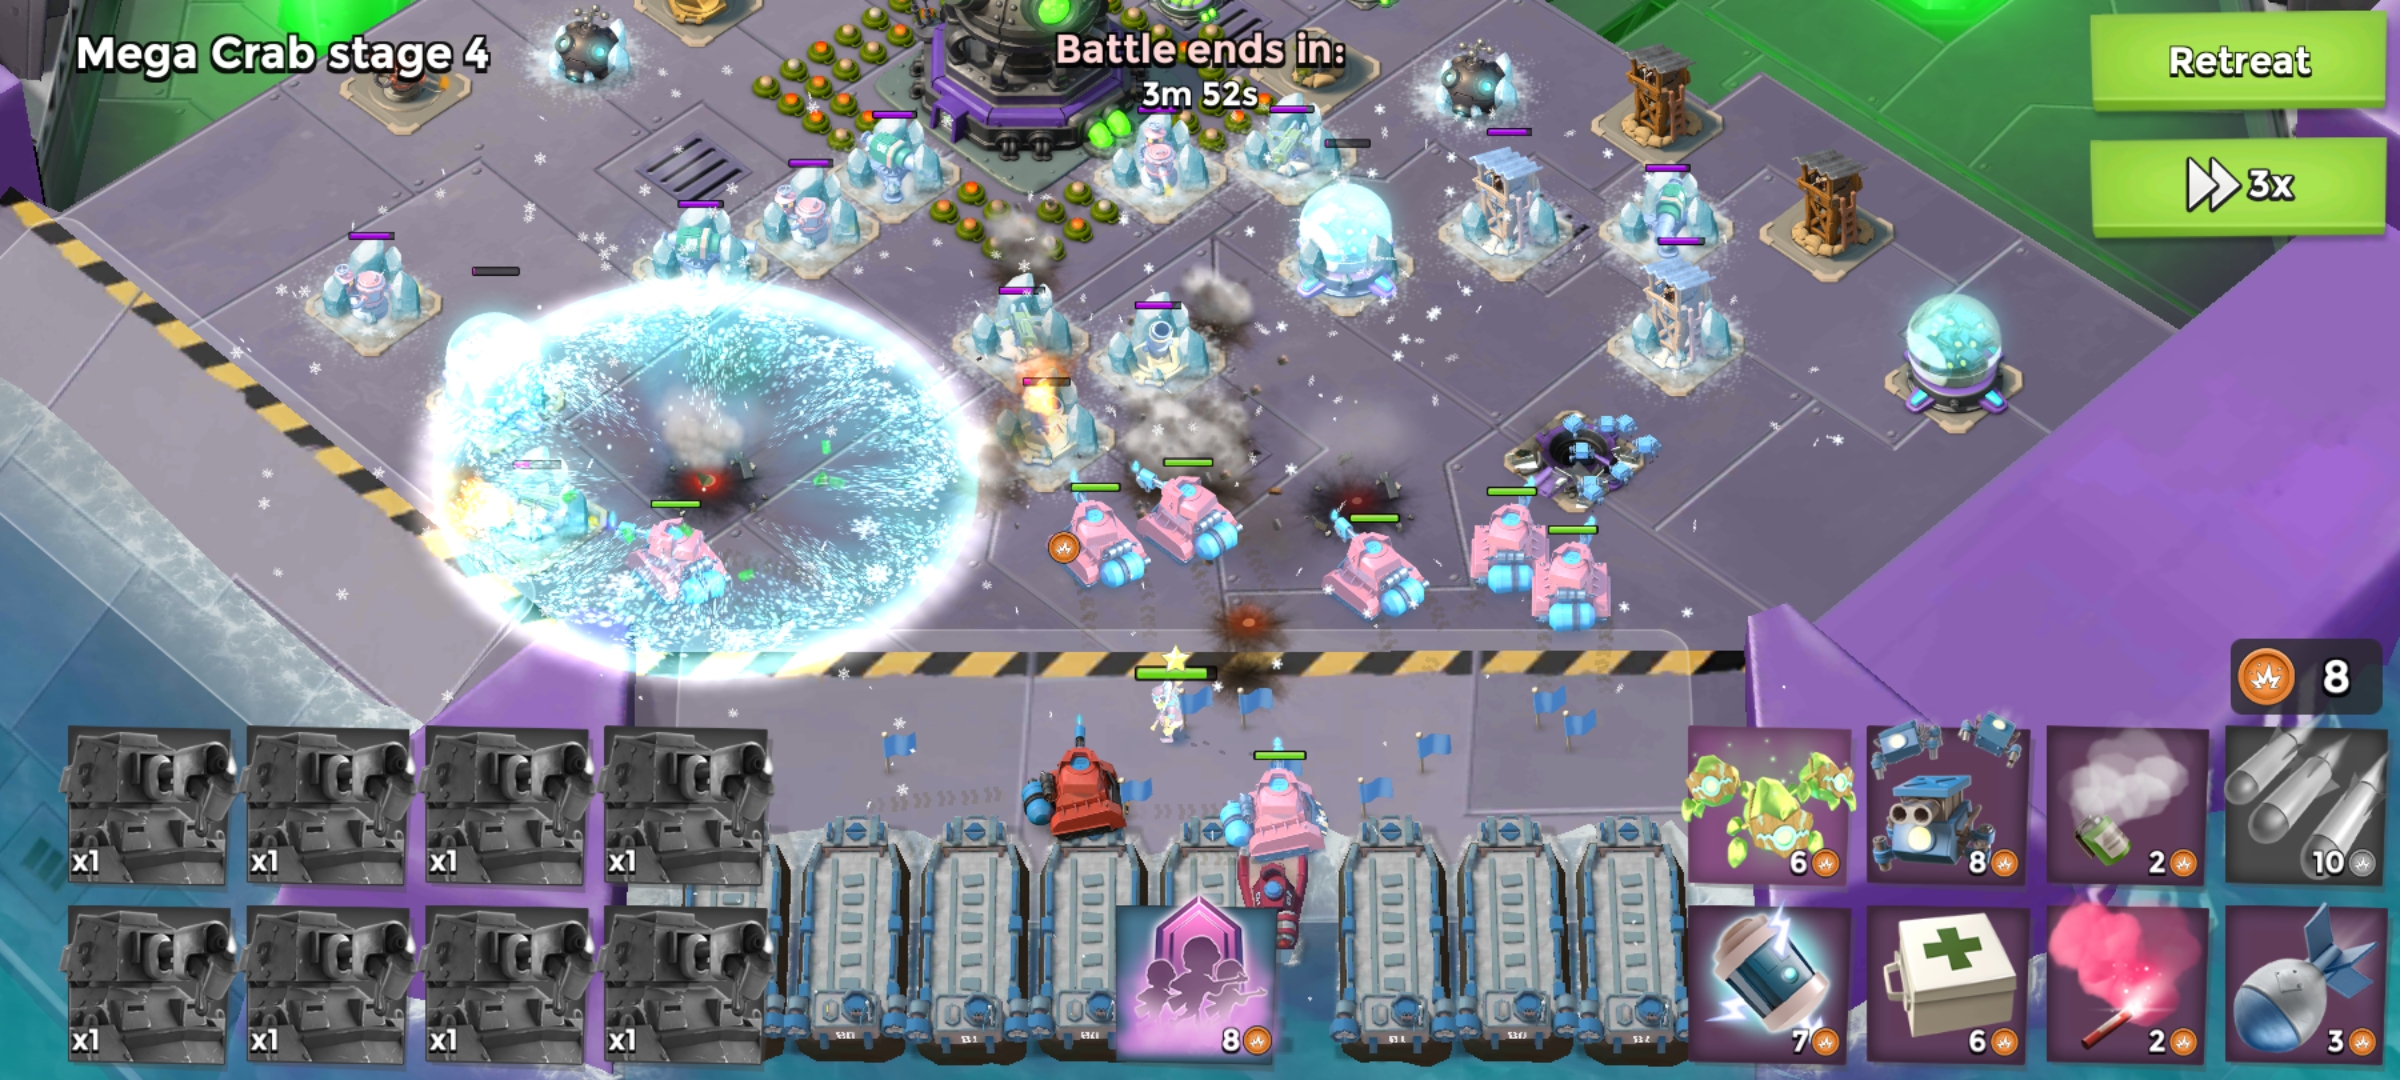 Mega Crab stage 4
Battle ends in:
3m 52s
Retreat
3x
8
x1
x1
x1
x1
6
8
2
10
x1
x1
x1
x1
8
7
6
2
3